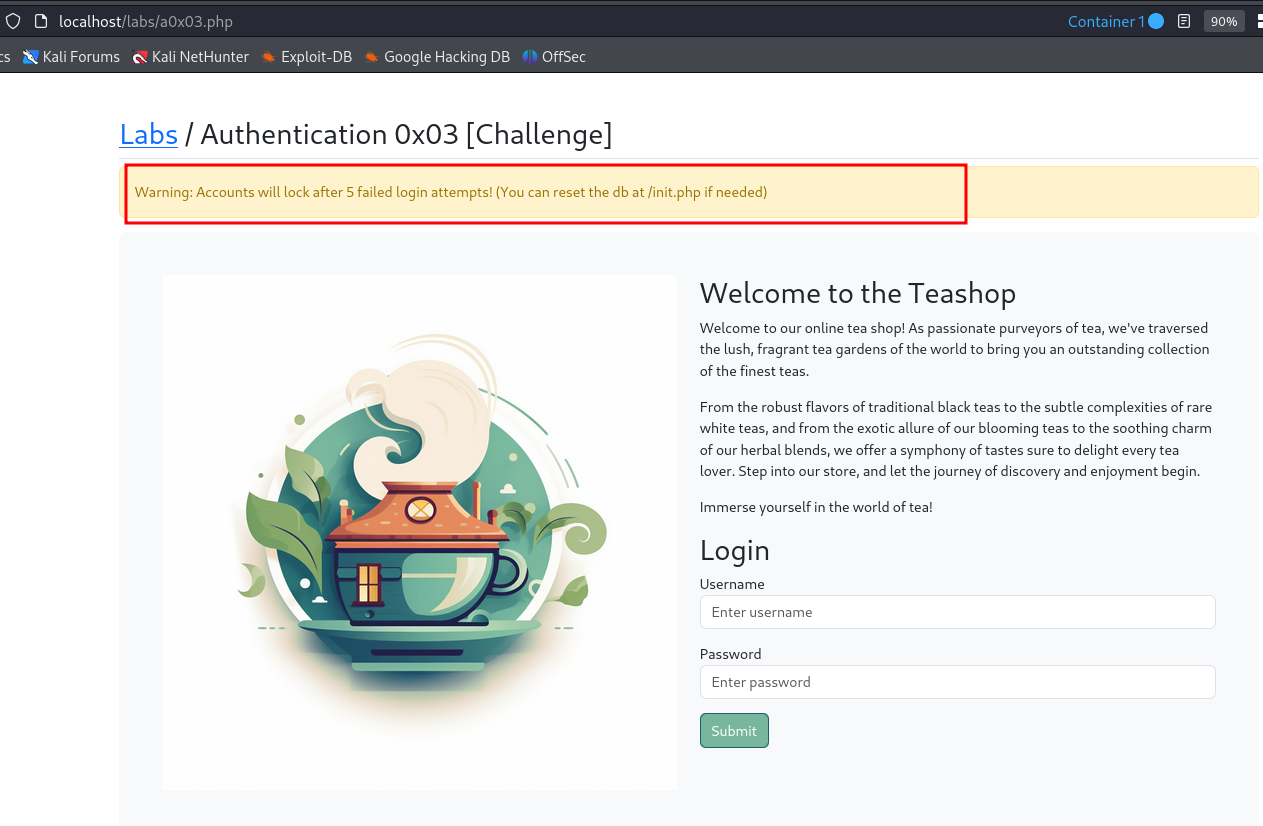 localhost/labs/a0x03.php
Container 1
90%
cs
Kali Forums
Kali NetHunter
Exploit-DB
Google Hacking DB
OffSec
Labs / Authentication 0x03 [Challenge]
Warning: Accounts will lock after 5 failed login attempts! (You can reset the db at /init.php if needed)
Welcome to the Teashop
Welcome to our online tea shop! As passionate purveyors of tea, we've traversed
the lush, fragrant tea gardens of the world to bring you an outstanding collection
of the finest teas.
From the robust flavors of traditional black teas to the subtle complexities of rare
white teas, and from the exotic allure of our blooming teas to the soothing charm
of our herbal blends, we offer a symphony of tastes sure to delight every tea
lover. Step into our store, and let the journey of discovery and enjoyment begin.
Immerse yourself in the world of tea!
Login
Username
Enter username
Password
Enter password
Submit